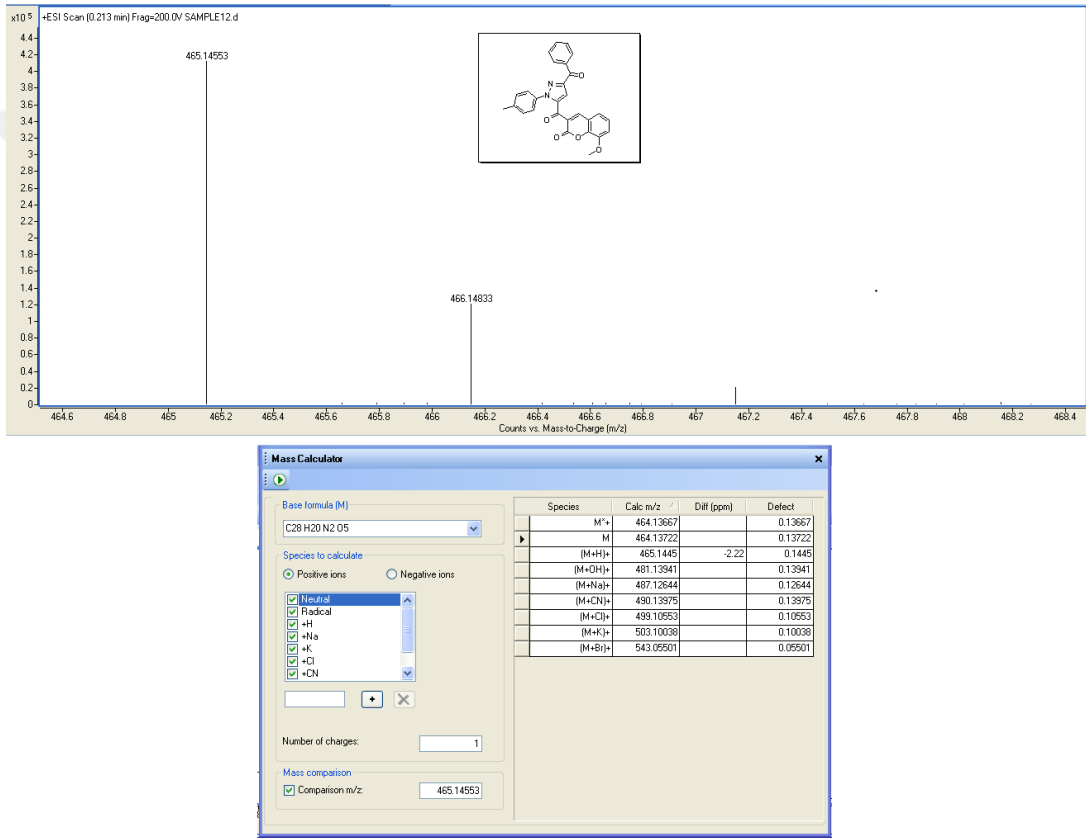 x10 5 +ESI Scan (0.213 min) Frag=200.0V SAMPLE12.d
4.4
4.2
4
3.8
3.6
3.4
3.2
3
2.8
2.6
2.4
2.2
2
1.8
1.6
1.4
1.2
1
0.8
0.6
0.4
0.2
0
465.14553
466.14833
O
N
N
O
O
O
O
464.6 464.8 465 465.2 465.4 465.6 465.8 466 466.2 466.4 466.6 466.8 467 467.2 467.4 467.6 467.8 468 468.2 468.4
Counts vs. Mass-to-Charge (m/z)
Mass Calculator
Base formula (M)
C28 H20 N2 O5
Species to calculate
Positive ions Negative ions
Neutral
Radical
+H
+Na
+K
+Cl
+CN
Number of charges: 1
Mass comparison
Comparison m/z: 465.14553
Species Calc m/z Diff (ppm) Defect
M*+ 464.13667 0.13667
M 464.13722 0.13722
(M+H)+ 465.1445 -2.22 0.1445
(M+OH)+ 481.13941 0.13941
(M+Na)+ 487.12644 0.12644
(M+CN)+ 490.13975 0.13975
(M+Cl)+ 499.10553 0.10553
(M+K)+ 503.10038 0.10038
(M+Br)+ 543.05501 0.05501